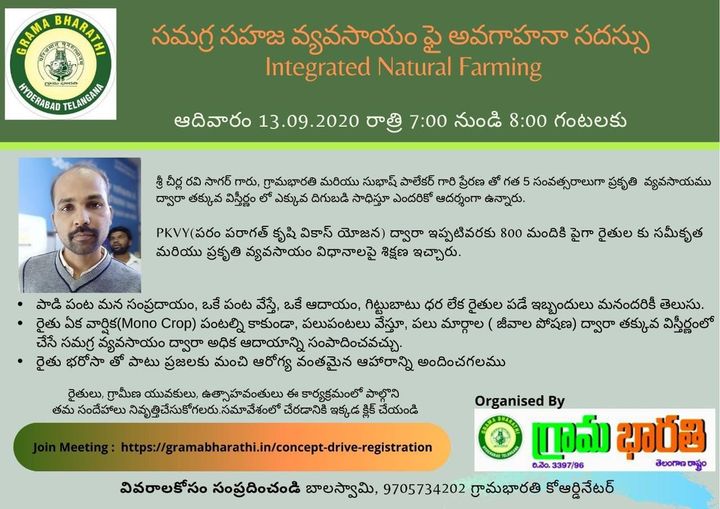 GRAMA BHARATHI
HYDERABAD TELANGANA
సమగ్ర సహజ వ్యవసాయం ఫై అవగాహనా సదస్సు
Integrated Natural Farming
ఆదివారం 13.09.2020 రాత్రి 7:00 నుండి 8:00 గంటలకు
శ్రీ చీర్ల రవి సాగర్ గారు, గ్రామభారతి మరియు సుభాష్ పాలేకర్ గారి ప్రేరణ తో గత 5 సంవత్సరాలుగా ప్రకృతి వ్యవసాయము
ద్వారా తక్కువ విస్తీర్ణం లో ఎక్కువ దిగుబడి సాధిస్తూ ఎందరికో ఆదర్శంగా ఉన్నారు.
PKVY(పరం పరాగత్ కృషి వికాస్ యోజన) ద్వారా ఇప్పటివరకు 800 మందికి పైగా రైతుల కు సమీకృత
మరియు ప్రకృతి వ్యవసాయం విధానాలపై శిక్షణ ఇచ్చారు.
• పాడి పంట మన సంప్రదాయం, ఒకే పంట వేస్తే, ఒకే ఆదాయం, గిట్టుబాటు ధర లేక రైతుల పడే ఇబ్బందులు మనందరికీ తెలుసు.
• రైతు ఏక వార్షిక(Mono Crop) పంటల్ని కాకుండా, పలుపంటలు వేస్తూ, పలు మార్గాల ( జీవాల పోషణ) ద్వారా తక్కువ విస్తీర్ణంలో
చేసే సమగ్ర వ్యవసాయం ద్వారా అధిక ఆదాయాన్ని సంపాదించవచ్చు.
• రైతు భరోసా తో పాటు ప్రజలకు మంచి ఆరోగ్య వంతమైన ఆహారాన్ని అందించగలము
రైతులు, గ్రామీణ యువకులు, ఉత్సాహవంతులు ఈ కార్యక్రమంలో పాల్గొని
తమ సందేహాలు నివృత్తిచేసుకోగలరు.సమావేశంలో చేరడానికి ఇక్కడ క్లిక్ చేయండి
Organised By
Join Meeting : https://gramabharathi.in/concept-drive-registration
గ్రామ భారతి
రి.నెం. 3397/96 తెలంగాణ రాష్ట్రం
వివరాలకోసం సంప్రదించండి బాలస్వామి, 9705734202 గ్రామభారతి కోఆర్డినేటర్